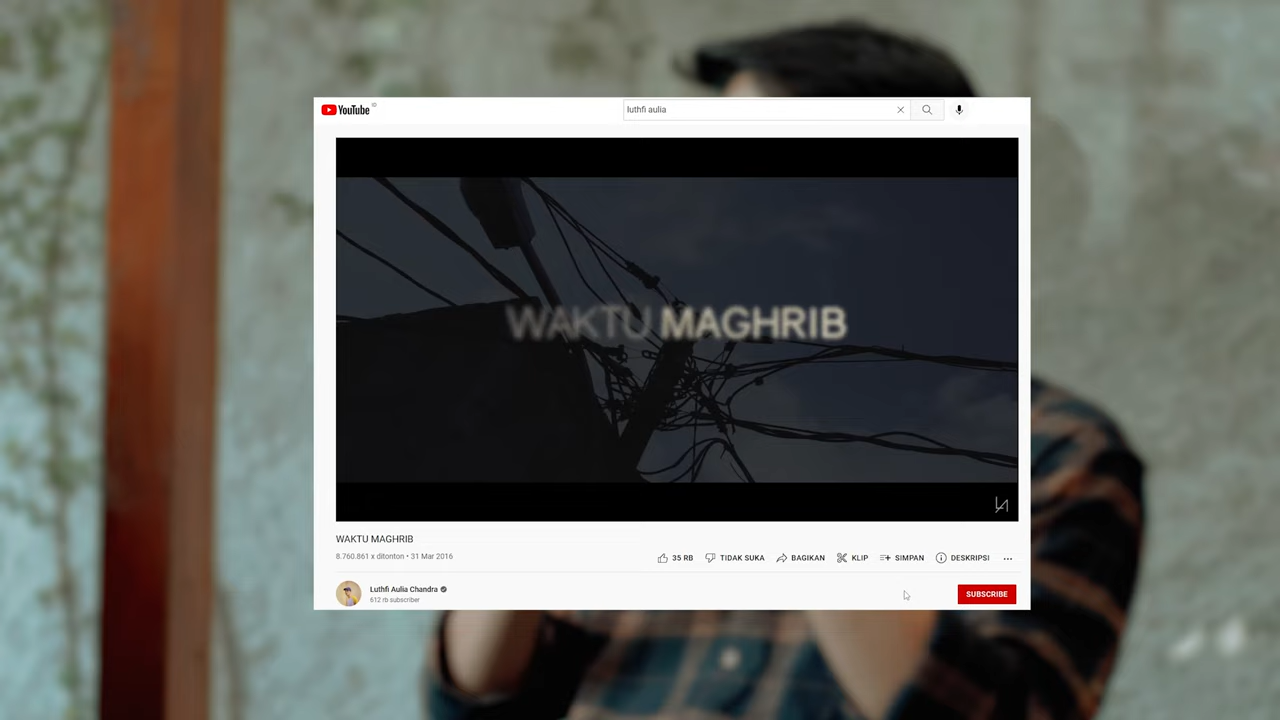 YouTube ID
luthfi aulia
WAKTU MAGHRIB
WAKTU MAGHRIB
8.760.861 x ditonton • 31 Mar 2016
35 RB
TIDAK SUKA
BAGIKAN
KLIP
SIMPAN
DESKRIPSI
Luthfi Aulia Chandra
612 rb subscriber
SUBSCRIBE